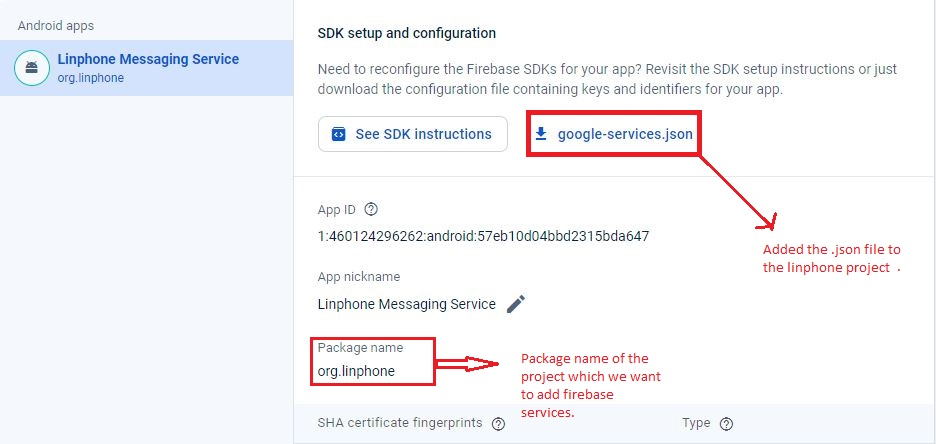 Android apps
Linphone Messaging Service
org.linphone
SDK setup and configuration
Need to reconfigure the Firebase SDKs for your app? Revisit the SDK setup instructions or just
download the configuration file containing keys and identifiers for your app.
See SDK instructions
google-services.json
App ID
1:460124296262:android:57eb10d04bbd2315bda647
Added the .json file to
the linphone project .
App nickname
Linphone Messaging Service
Package name
org.linphone
Package name of the
project which we want
to add firebase
services.
SHA certificate fingerprints
Type